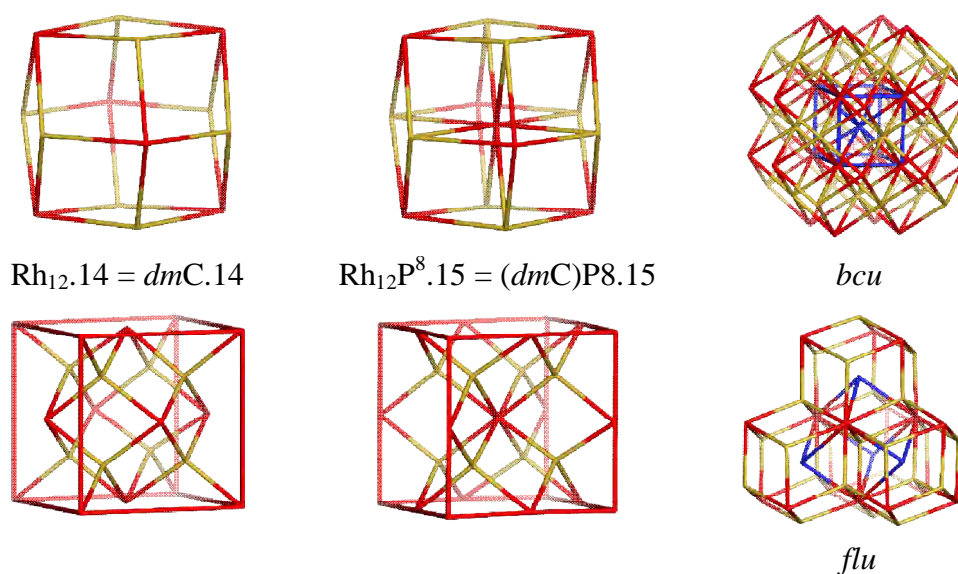 Rh₁₂.14 = dmC.14
Rh₁₂P⁸.15 = (dmC)P8.15
bcu
flu